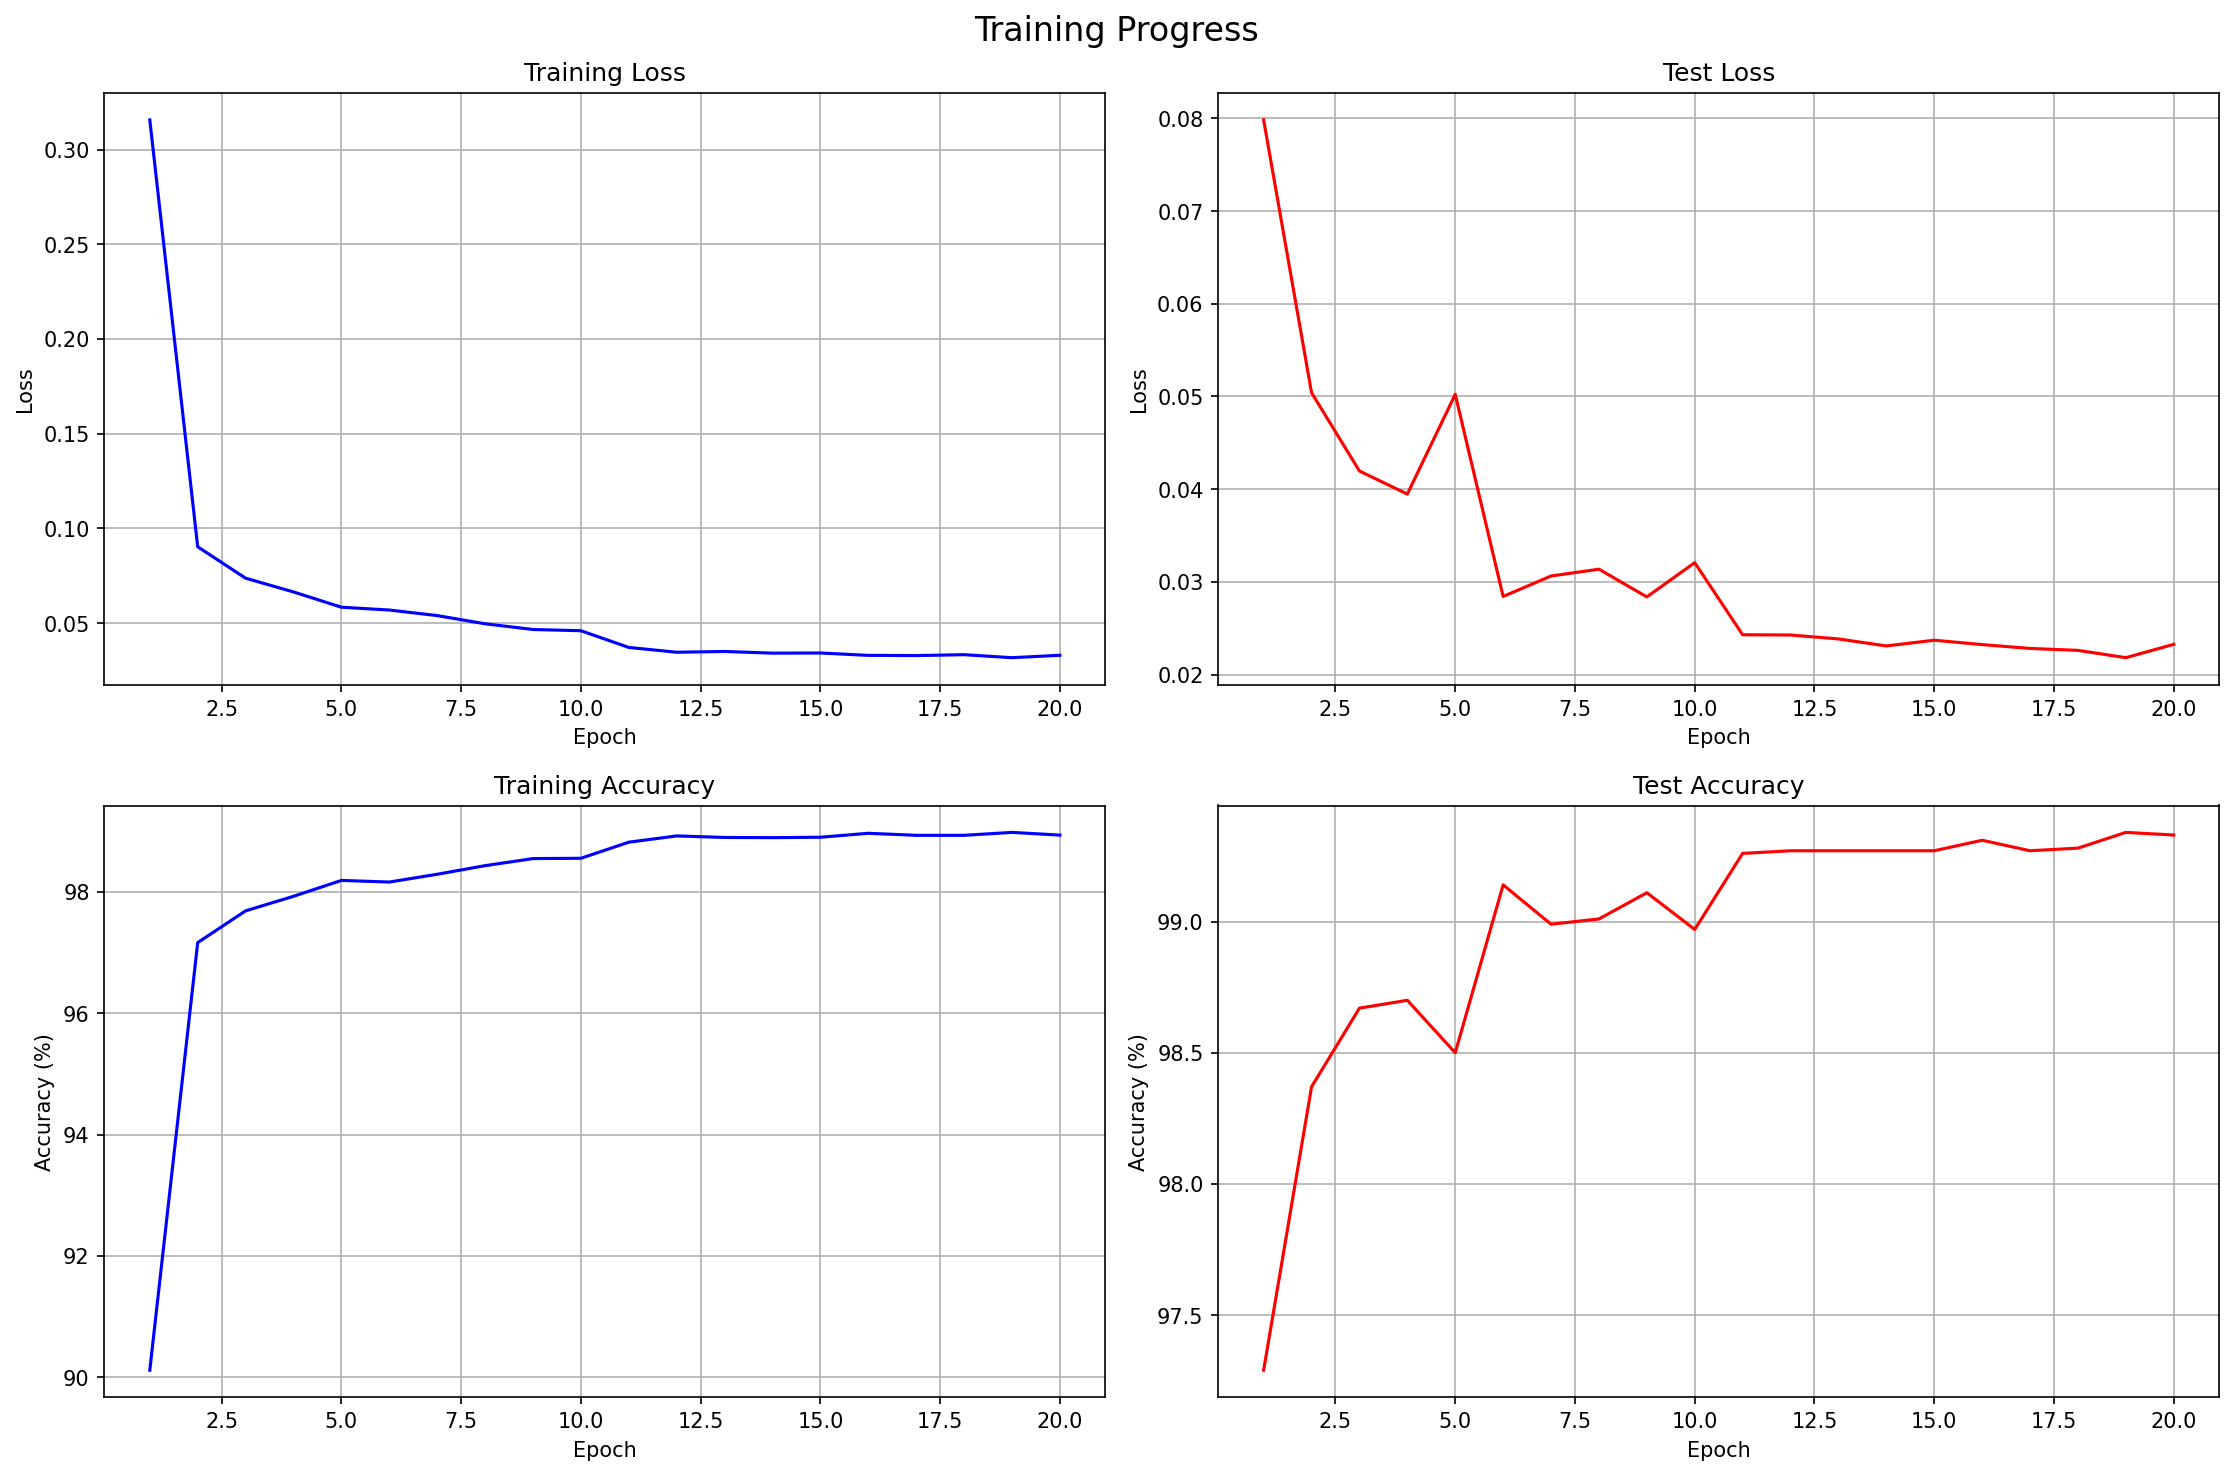 Training Progress
Training Loss
0.30
0.25
0.20
0.15
0.10
0.05
Loss
2.5 5.0 7.5 10.0 12.5 15.0 17.5 20.0
Epoch
Test Loss
0.08
0.07
0.06
0.05
0.04
0.03
0.02
Loss
2.5 5.0 7.5 10.0 12.5 15.0 17.5 20.0
Epoch
Training Accuracy
98
96
94
92
90
Accuracy (%)
2.5 5.0 7.5 10.0 12.5 15.0 17.5 20.0
Epoch
Test Accuracy
99.0
98.5
98.0
97.5
Accuracy (%)
2.5 5.0 7.5 10.0 12.5 15.0 17.5 20.0
Epoch